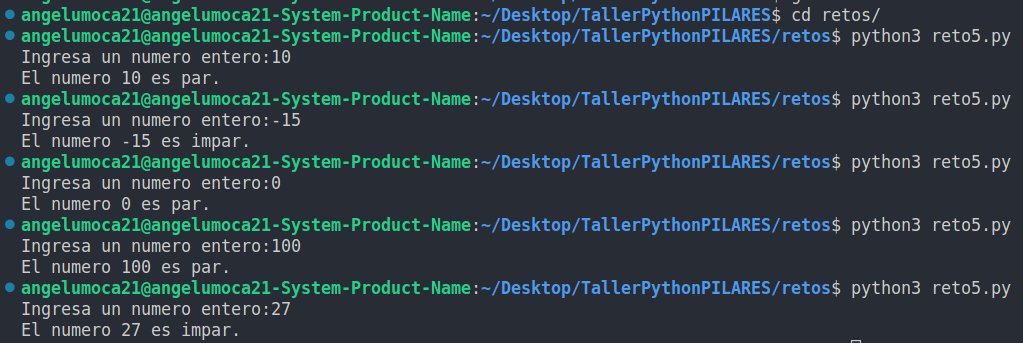 angelumoca21@angelumoca21-System-Product-Name:~/Desktop/TallerPythonPILARES$ cd retos/
angelumoca21@angelumoca21-System-Product-Name:~/Desktop/TallerPythonPILARES/retos$ python3 reto5.py
Ingresa un numero entero:10
El numero 10 es par.
angelumoca21@angelumoca21-System-Product-Name:~/Desktop/TallerPythonPILARES/retos$ python3 reto5.py
Ingresa un numero entero:-15
El numero -15 es impar.
angelumoca21@angelumoca21-System-Product-Name:~/Desktop/TallerPythonPILARES/retos$ python3 reto5.py
Ingresa un numero entero:0
El numero 0 es par.
angelumoca21@angelumoca21-System-Product-Name:~/Desktop/TallerPythonPILARES/retos$ python3 reto5.py
Ingresa un numero entero:100
El numero 100 es par.
angelumoca21@angelumoca21-System-Product-Name:~/Desktop/TallerPythonPILARES/retos$ python3 reto5.py
Ingresa un numero entero:27
El numero 27 es impar.